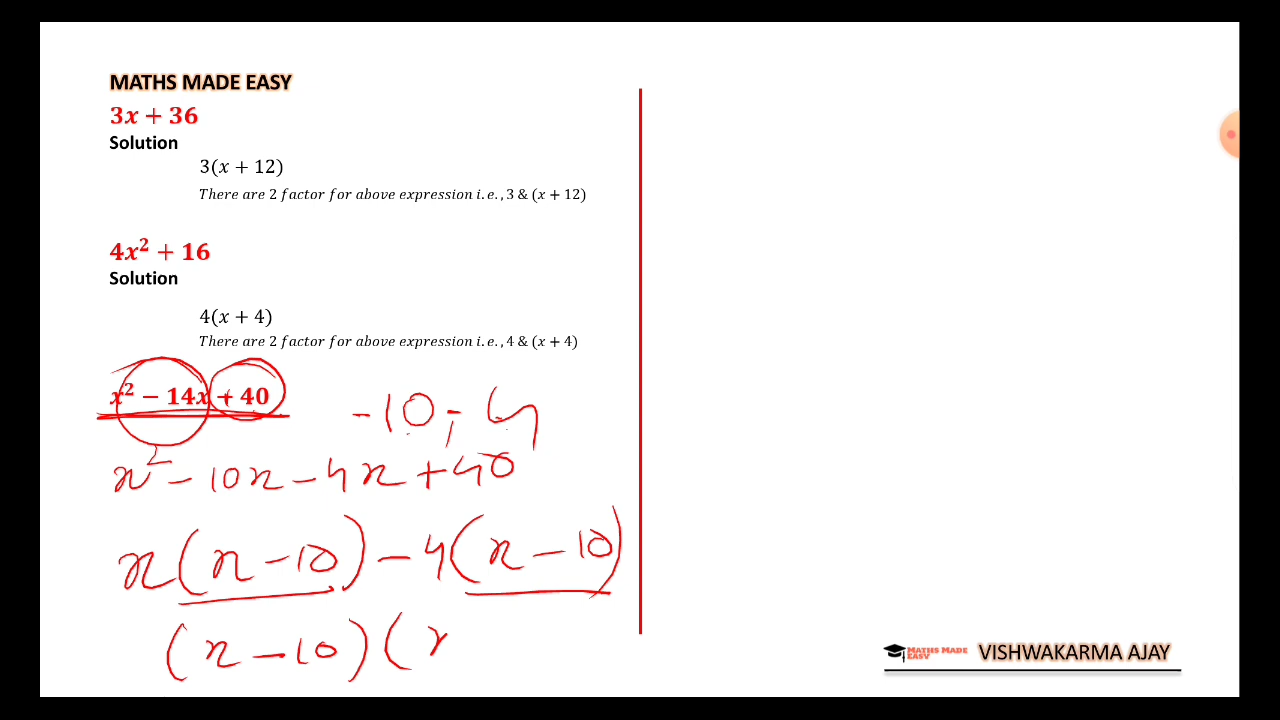 MATHS MADE EASY
3x + 36
Solution
3(x + 12)
There are 2 factor for above expression i.e., 3 & (x + 12)
4x² + 16
Solution
4(x + 4)
There are 2 factor for above expression i.e., 4 & (x + 4)
x² − 14x + 40
-10, - 4
x² - 10x - 4x + 40
x(x - 10) - 4(x - 10)
(x - 10)(x
MATHS MADE EASY
VISHWAKARMA AJAY